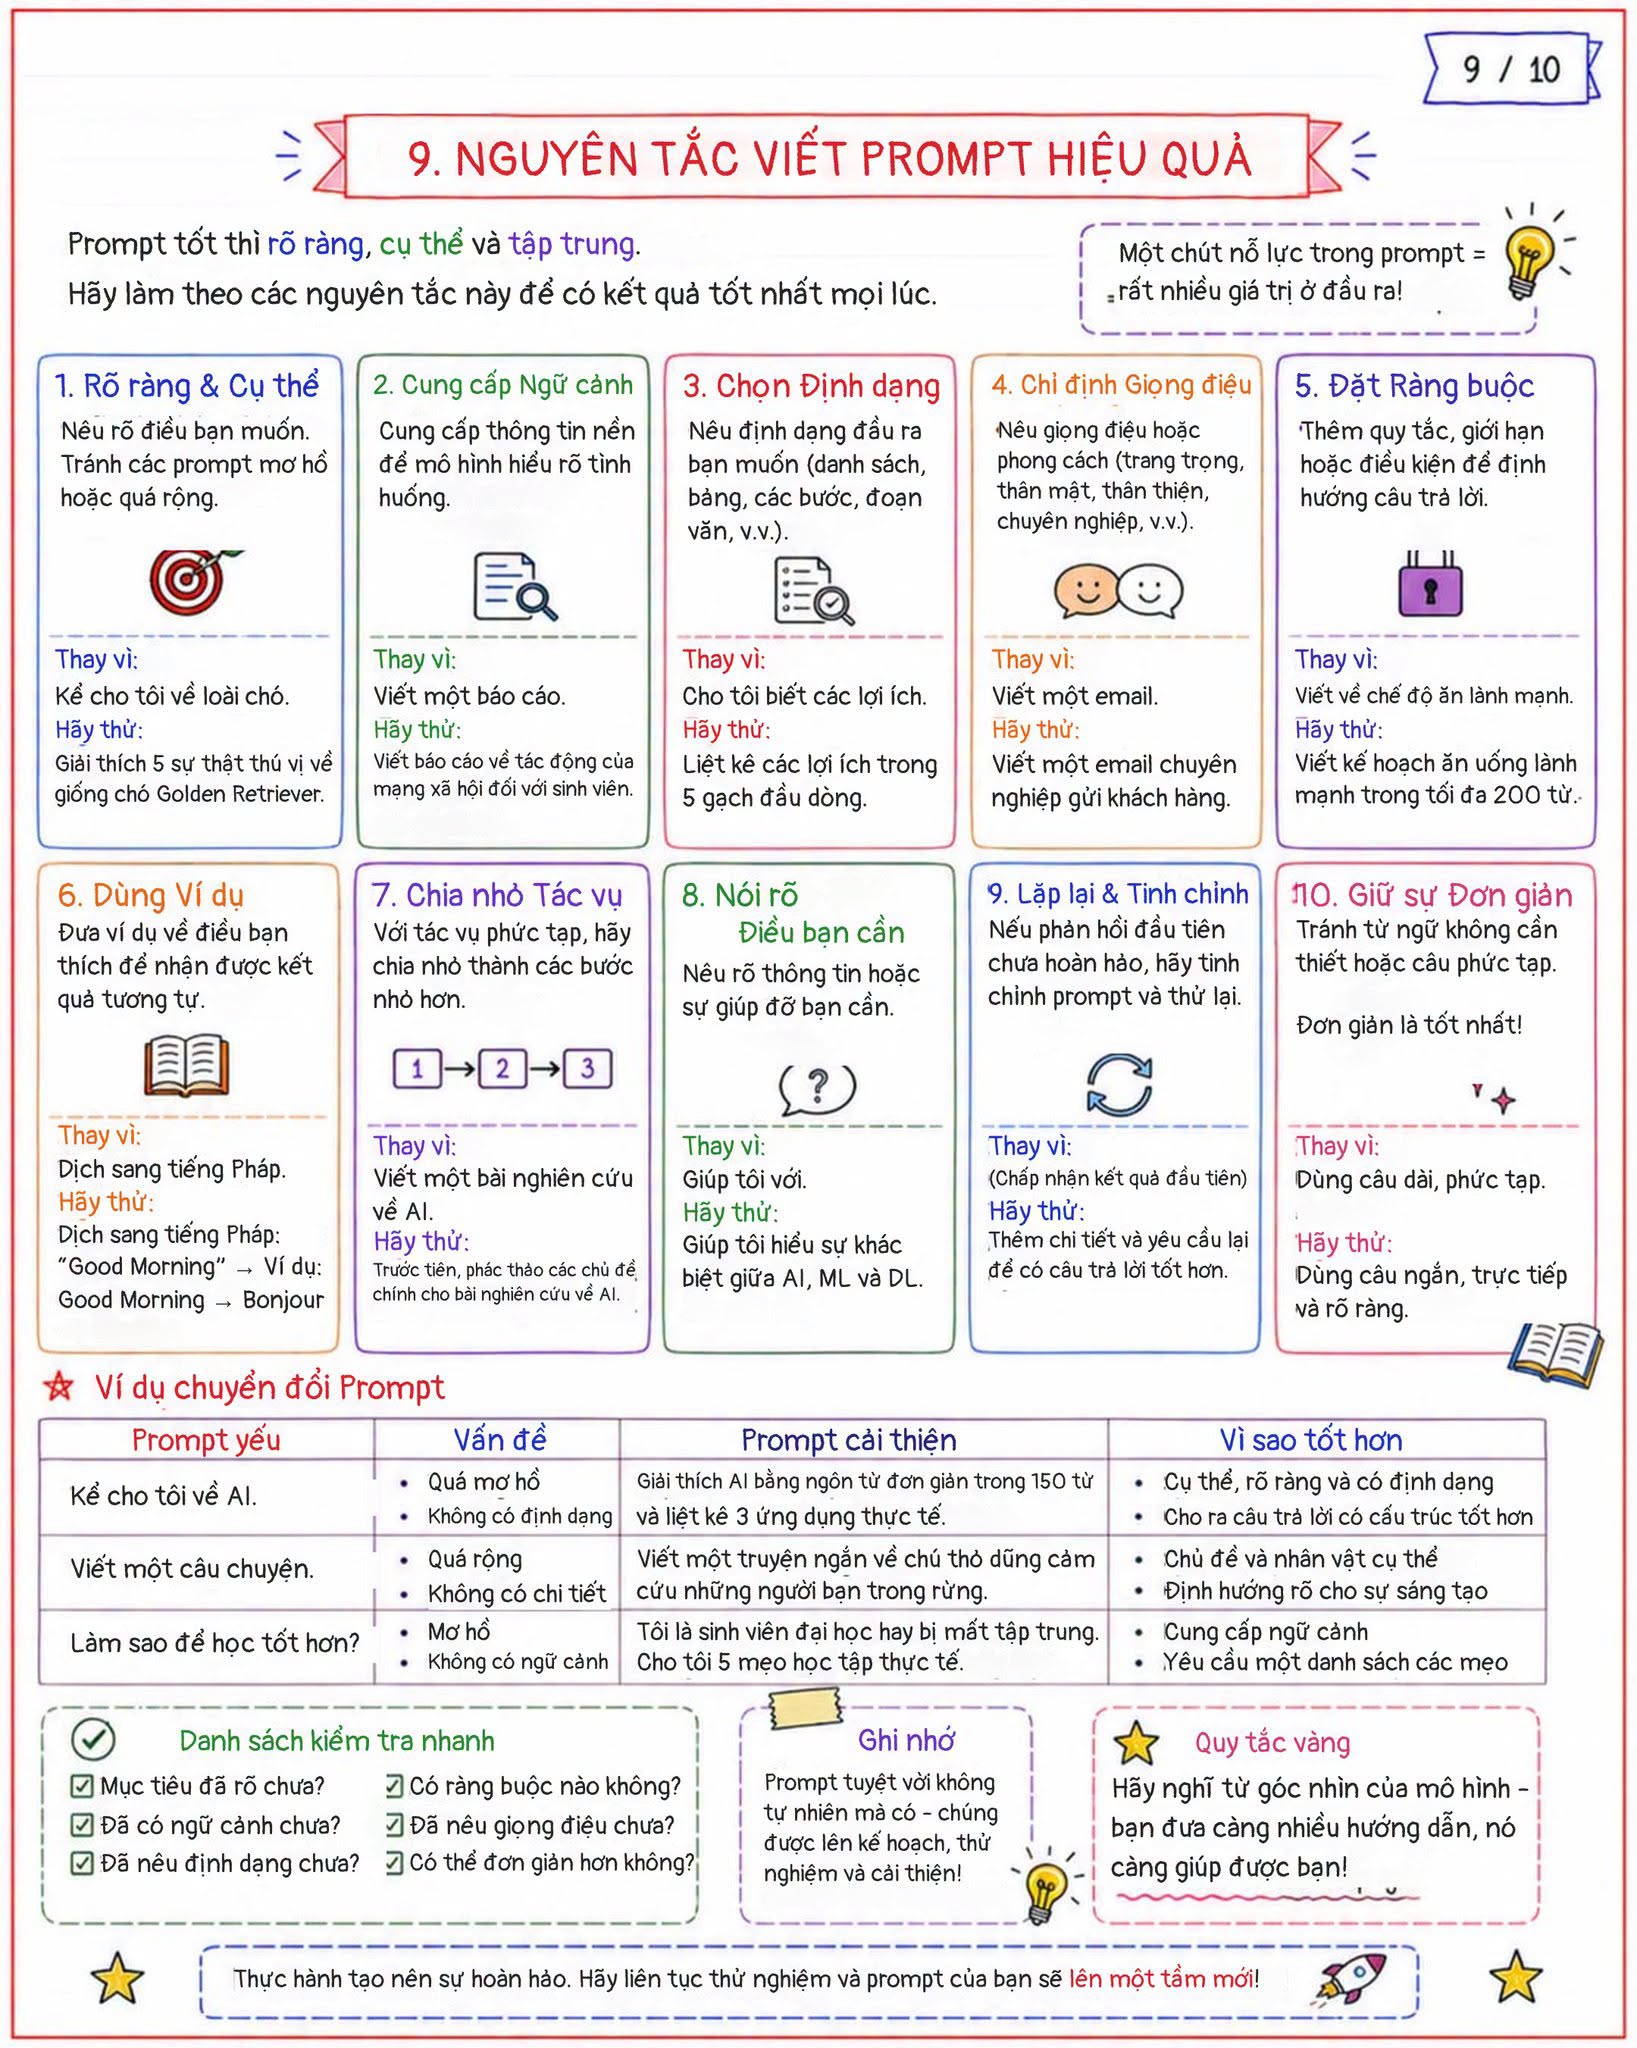 9 / 10
9. NGUYÊN TẮC VIẾT PROMPT HIỆU QUẢ
Prompt tốt thì rõ ràng, cụ thể và tập trung.
Hãy làm theo các nguyên tắc này để có kết quả tốt nhất mọi lúc.
Một chút nỗ lực trong prompt =
= rất nhiều giá trị ở đầu ra!
1. Rõ ràng & Cụ thể
Nêu rõ điều bạn muốn.
Tránh các prompt mơ hồ
hoặc quá rộng.
Thay vì:
Kể cho tôi về loài chó.
Hãy thử:
Giải thích 5 sự thật thú vị về
giống chó Golden Retriever.
2. Cung cấp Ngữ cảnh
Cung cấp thông tin nền
để mô hình hiểu rõ tình
huống.
Thay vì:
Viết một báo cáo.
Hãy thử:
Viết báo cáo về tác động của
mạng xã hội đối với sinh viên.
3. Chọn Định dạng
Nêu định dạng đầu ra
bạn muốn (danh sách,
bảng, các bước, đoạn
văn, v.v.).
Thay vì:
Cho tôi biết các lợi ích.
Hãy thử:
Liệt kê các lợi ích trong
5 gạch đầu dòng.
4. Chỉ định Giọng điệu
Nêu giọng điệu hoặc
phong cách (trang trọng,
thân mật, thân thiện,
chuyên nghiệp, v.v.).
Thay vì:
Viết một email.
Hãy thử:
Viết một email chuyên
nghiệp gửi khách hàng.
5. Đặt Ràng buộc
Thêm quy tắc, giới hạn
hoặc điều kiện để định
hướng câu trả lời.
Thay vì:
Viết về chế độ ăn lành mạnh.
Hãy thử:
Viết kế hoạch ăn uống lành
mạnh trong tối đa 200 từ.
6. Dùng Ví dụ
Đưa ví dụ về điều bạn
thích để nhận được kết
quả tương tự.
Thay vì:
Dịch sang tiếng Pháp.
Hãy thử:
Dịch sang tiếng Pháp:
"Good Morning" → Ví dụ:
Good Morning → Bonjour
7. Chia nhỏ Tác vụ
Với tác vụ phức tạp, hãy
chia nhỏ thành các bước
nhỏ hơn.
1 → 2 → 3
Thay vì:
Viết một bài nghiên cứu
về AI.
Hãy thử:
Trước tiên, phác thảo các chủ đề
chính cho bài nghiên cứu về AI.
8. Nói rõ
Điều bạn cần
Nêu rõ thông tin hoặc
sự giúp đỡ bạn cần.
?
Thay vì:
Giúp tôi với.
Hãy thử:
Giúp tôi hiểu sự khác
biệt giữa AI, ML và DL.
9. Lặp lại & Tinh chỉnh
Nếu phản hồi đầu tiên
chưa hoàn hảo, hãy tinh
chỉnh prompt và thử lại.
Thay vì:
(Chấp nhận kết quả đầu tiên)
Hãy thử:
Thêm chi tiết và yêu cầu lại
để có câu trả lời tốt hơn.
10. Giữ sự Đơn giản
Tránh từ ngữ không cần
thiết hoặc câu phức tạp.
Đơn giản là tốt nhất!
Thay vì:
Dùng câu dài, phức tạp.
Hãy thử:
Dùng câu ngắn, trực tiếp
và rõ ràng.
Ví dụ chuyển đổi Prompt
Prompt yếu
Vấn đề
Prompt cải thiện
Vì sao tốt hơn
Kể cho tôi về AI.
• Quá mơ hồ
• Không có định dạng
Giải thích AI bằng ngôn từ đơn giản trong 150 từ
và liệt kê 3 ứng dụng thực tế.
• Cụ thể, rõ ràng và có định dạng
• Cho ra câu trả lời có cấu trúc tốt hơn
Viết một câu chuyện.
• Quá rộng
• Không có chi tiết
Viết một truyện ngắn về chú thỏ dũng cảm
cứu những người bạn trong rừng.
• Chủ đề và nhân vật cụ thể
• Định hướng rõ cho sự sáng tạo
Làm sao để học tốt hơn?
• Mơ hồ
• Không có ngữ cảnh
Tôi là sinh viên đại học hay bị mất tập trung.
Cho tôi 5 mẹo học tập thực tế.
• Cung cấp ngữ cảnh
• Yêu cầu một danh sách các mẹo
Danh sách kiểm tra nhanh
Mục tiêu đã rõ chưa?
Đã có ngữ cảnh chưa?
Đã nêu định dạng chưa?
Có ràng buộc nào không?
Đã nêu giọng điệu chưa?
Có thể đơn giản hơn không?
Ghi nhớ
Prompt tuyệt vời không
tự nhiên mà có - chúng
được lên kế hoạch, thử
nghiệm và cải thiện!
Quy tắc vàng
Hãy nghĩ từ góc nhìn của mô hình -
bạn đưa càng nhiều hướng dẫn, nó
càng giúp được bạn!
Thực hành tạo nên sự hoàn hảo. Hãy liên tục thử nghiệm và prompt của bạn sẽ lên một tầm mới!